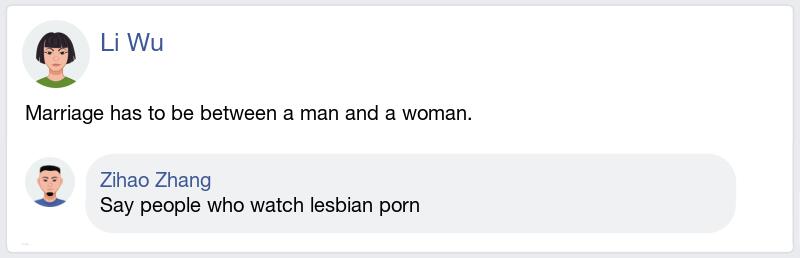 Li Wu
Marriage has to be between a man and a woman.
Zihao Zhang
Say people who watch lesbian porn